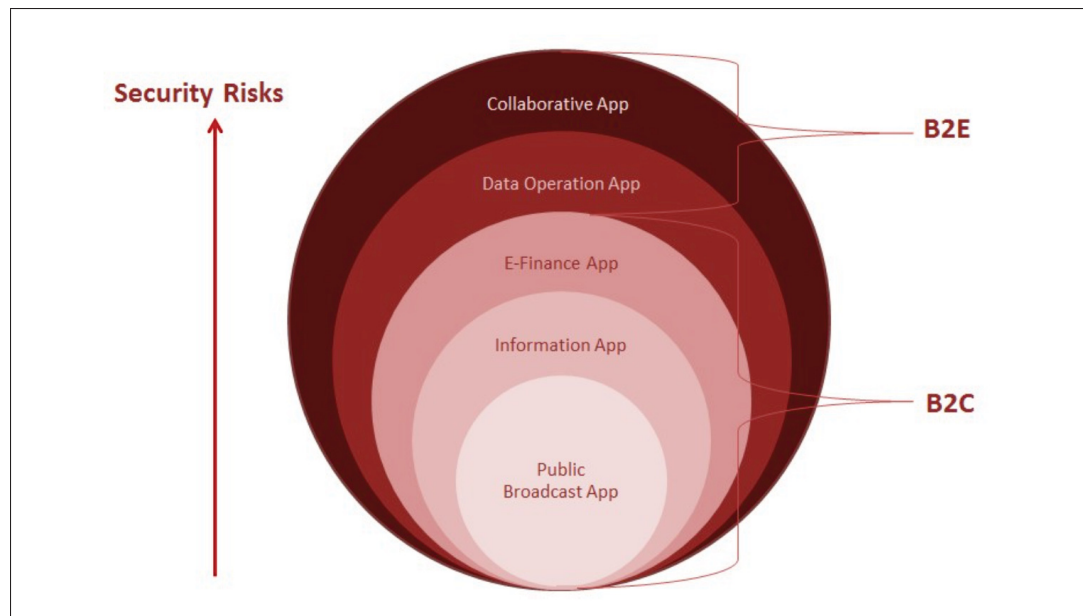 Security Risks
Collaborative App
B2E
Data Operation App
E-Finance App
Information App
B2C
Public
Broadcast App